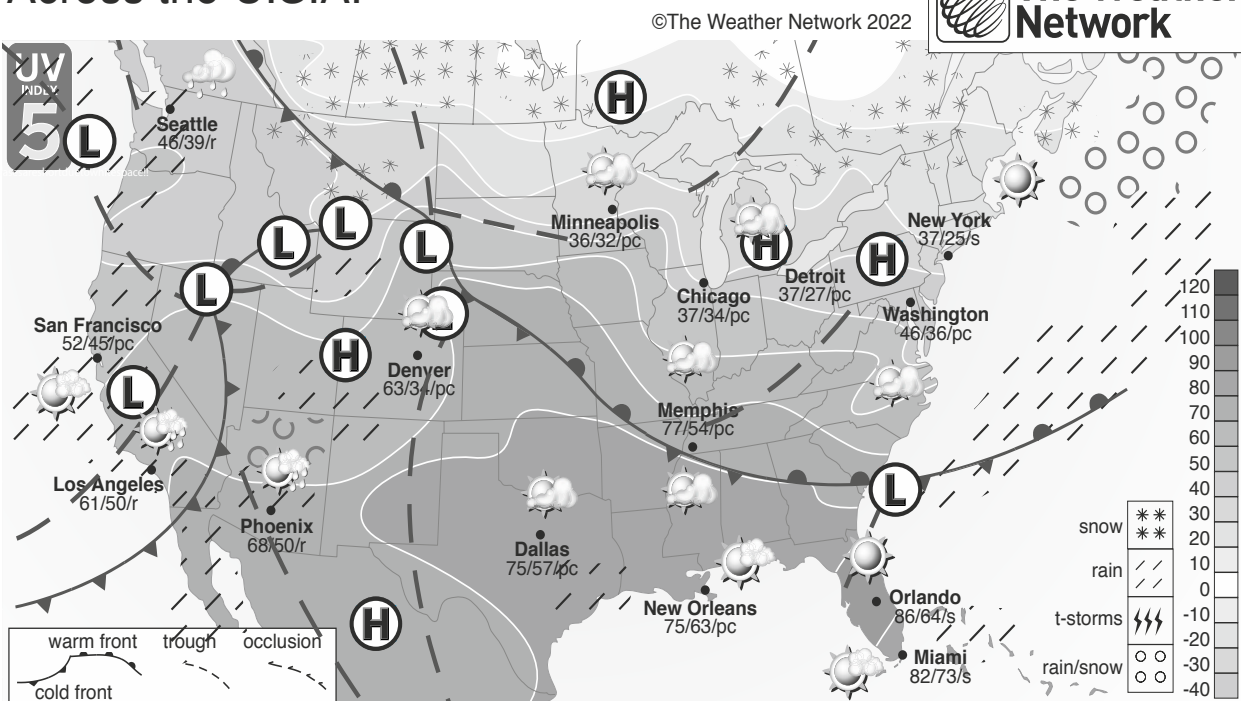 Across the U.S.A.
©The Weather Network 2022
The Weather
Network
UV
INDEX
5
L
Seattle
46/39/r
H
Minneapolis
36/32/pc
New York
37/25/s
L
L
L
L
H
H
Detroit
37/27/pc
Chicago
37/34/pc
Washington
46/36/pc
San Francisco
52/45/pc
H
Denver
63/34/pc
L
Memphis
77/54/pc
Los Angeles
61/50/r
Phoenix
68/50/r
L
Dallas
75/57/pc
New Orleans
75/63/pc
Orlando
86/64/s
Miami
82/73/s
H
120
110
100
90
80
70
60
50
40
30
20
10
0
-10
-20
-30
-40
snow
rain
t-storms
rain/snow
warm front
trough
occlusion
cold front